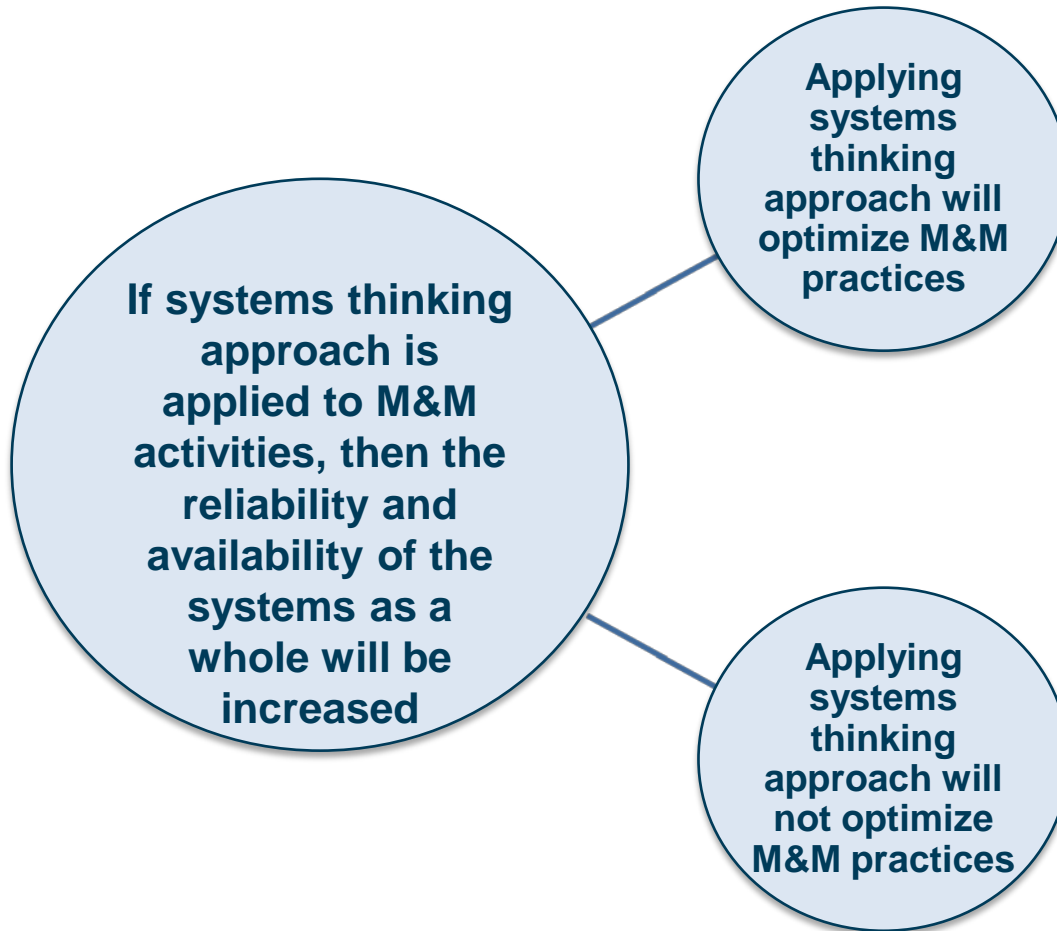 If systems thinking
approach is
applied to M&M
activities, then the
reliability and
availability of the
systems as a
whole will be
increased
Applying
systems
thinking
approach will
optimize M&M
practices
Applying
systems
thinking
approach will
not optimize
M&M practices